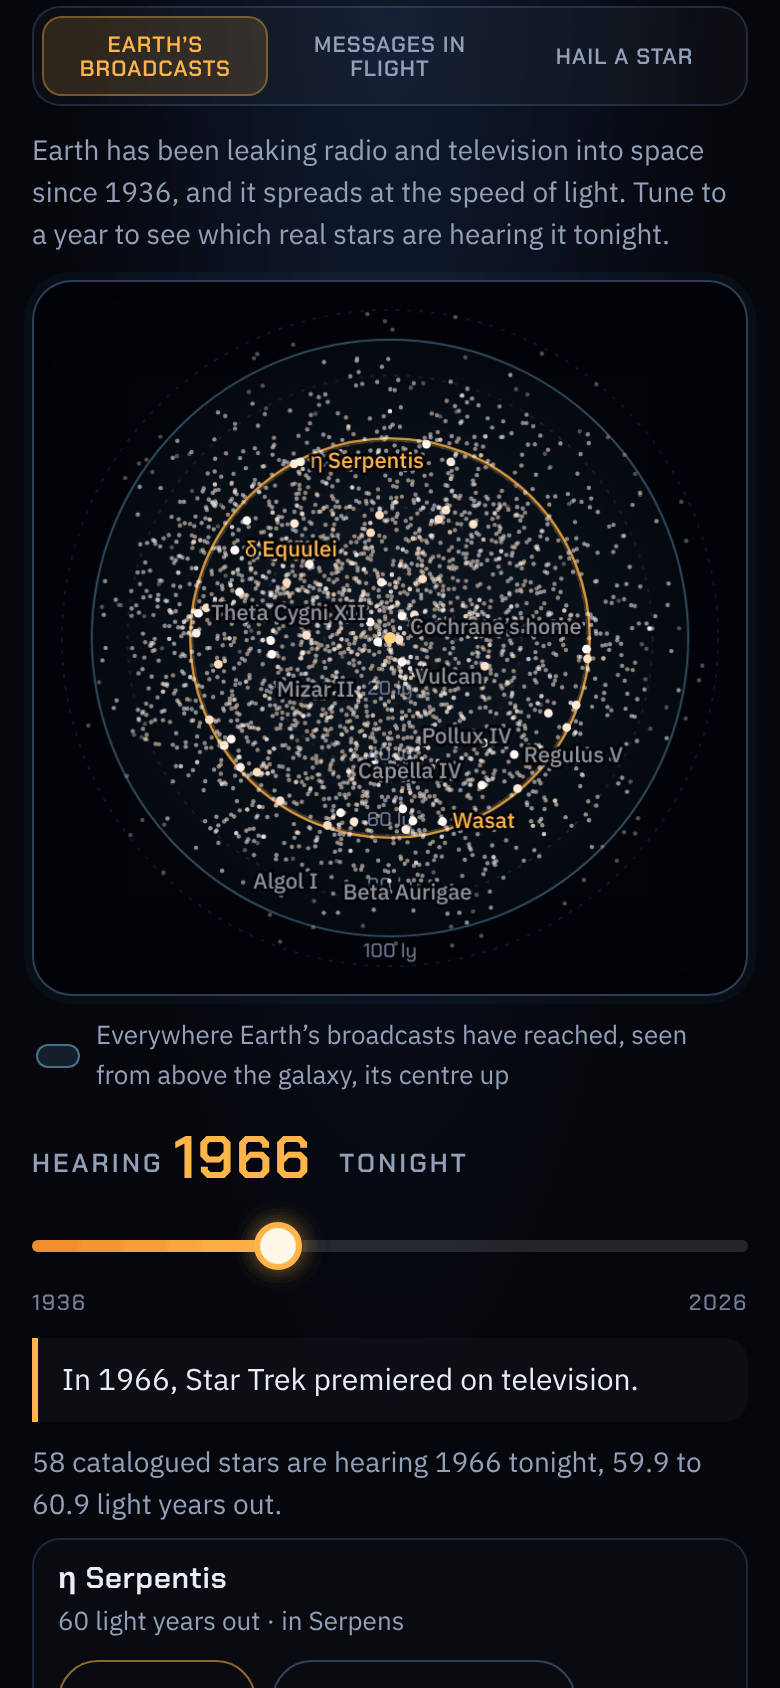 EARTH’S
BROADCASTS
MESSAGES IN
FLIGHT
HAIL A STAR
Earth has been leaking radio and television into space
since 1936, and it spreads at the speed of light. Tune to
a year to see which real stars are hearing it tonight.
η Serpentis
δ Equulei
Theta Cygni XII
Cochrane's home
Vulcan
Mizar II
20 ly
Pollux IV
Regulus V
Capella IV
60 ly
Wasat
Algol I
Beta Aurigae
100 ly
Everywhere Earth’s broadcasts have reached, seen
from above the galaxy, its centre up
HEARING 1966 TONIGHT
1936
2026
In 1966, Star Trek premiered on television.
58 catalogued stars are hearing 1966 tonight, 59.9 to
60.9 light years out.
η Serpentis
60 light years out · in Serpens